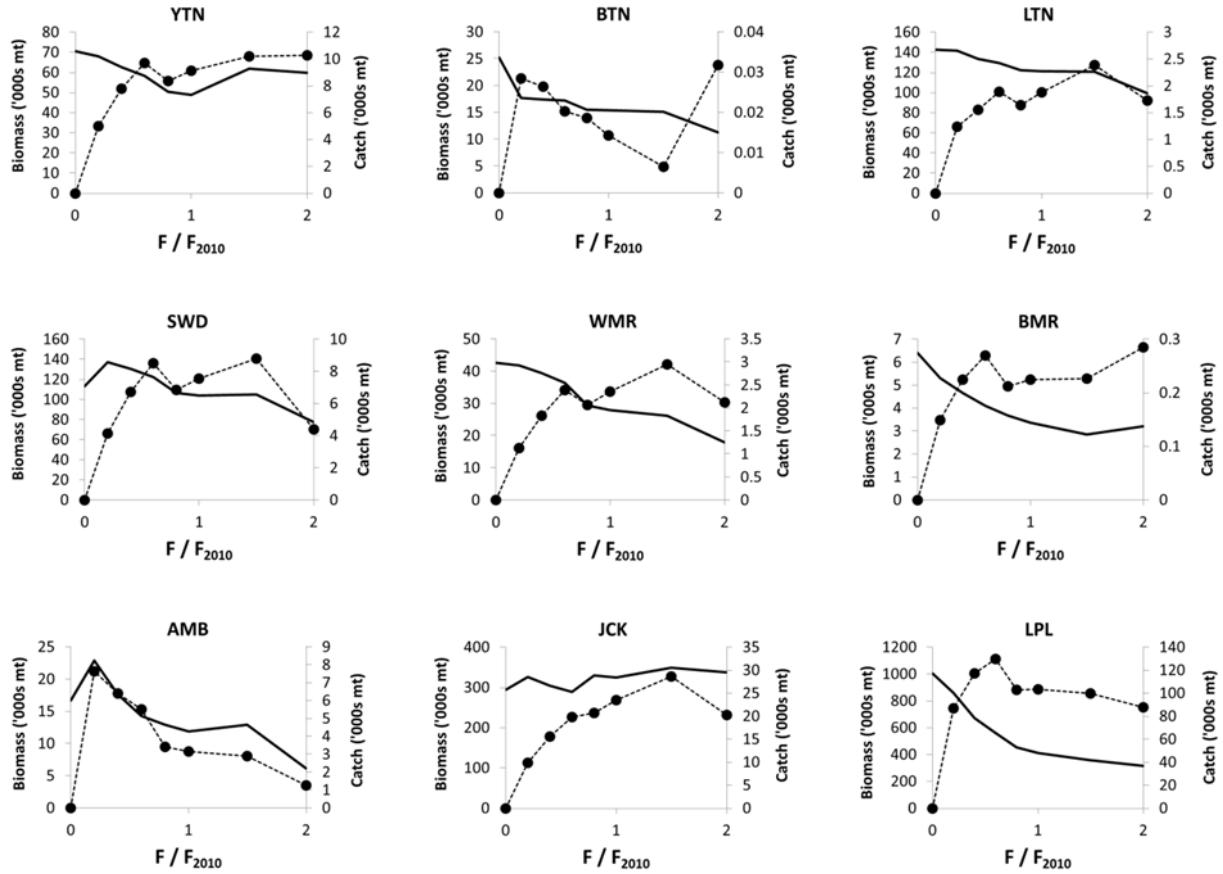 YTN
Biomass ('000s mt)
80
70
60
50
40
30
20
10
0
12
10
8
6
4
2
0
Catch ('000s mt)
0 1 2
F / F2010
BTN
Biomass ('000s mt)
30
25
20
15
10
5
0
0.04
0.03
0.02
0.01
0
Catch ('000s mt)
0 1 2
F / F2010
LTN
Biomass ('000s mt)
160
140
120
100
80
60
40
20
0
3
2.5
2
1.5
1
0.5
0
Catch ('000s mt)
0 1 2
F / F2010
SWD
Biomass ('000s mt)
160
140
120
100
80
60
40
20
0
10
8
6
4
2
0
Catch ('000s mt)
0 1 2
F / F2010
WMR
Biomass ('000s mt)
50
40
30
20
10
0
3.5
3
2.5
2
1.5
1
0.5
0
Catch ('000s mt)
0 1 2
F / F2010
BMR
Biomass ('000s mt)
7
6
5
4
3
2
1
0
0.3
0.2
0.1
0
Catch ('000s mt)
0 1 2
F / F2010
AMB
Biomass ('000s mt)
25
20
15
10
5
0
9
8
7
6
5
4
3
2
1
0
Catch ('000s mt)
0 1 2
F / F2010
JCK
Biomass ('000s mt)
400
300
200
100
0
35
30
25
20
15
10
5
0
Catch ('000s mt)
0 1 2
F / F2010
LPL
Biomass ('000s mt)
1200
1000
800
600
400
200
0
140
120
100
80
60
40
20
0
Catch ('000s mt)
0 1 2
F / F2010